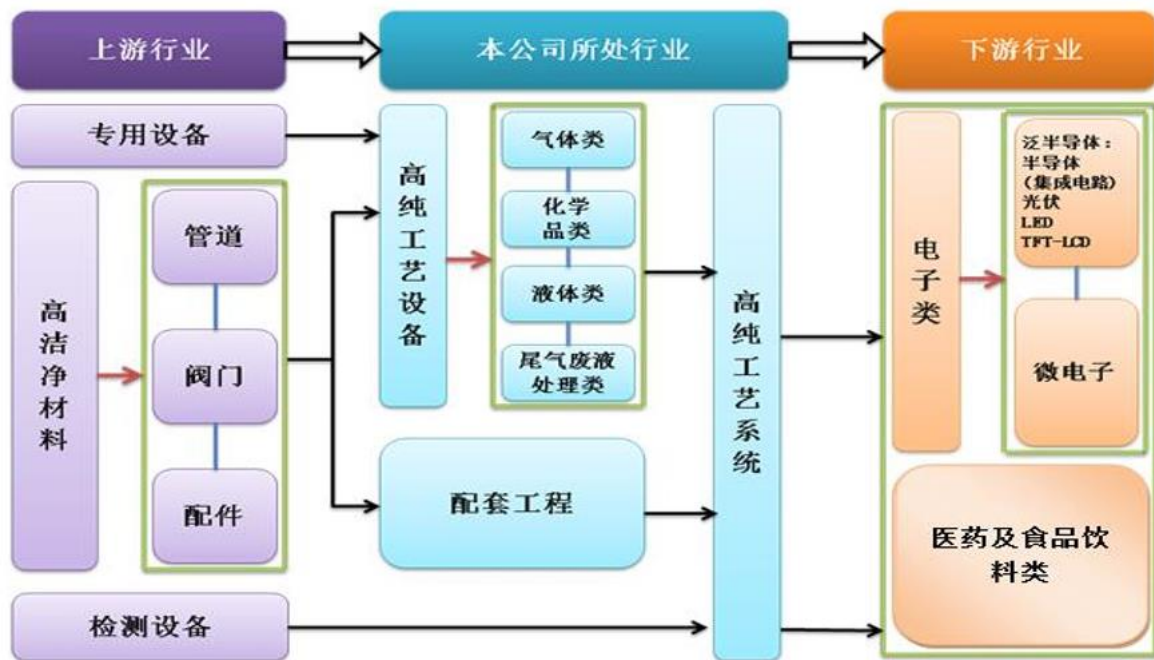 上游行业
本公司所处行业
下游行业
专用设备
高洁净材料
管道
阀门
配件
检测设备
高纯工艺设备
气体类
化学
品类
液体类
尾气废液
处理类
配套工程
高纯工艺系统
电子类
泛半导体：
半导体
(集成电路)
光伏
LED
TFT-LCD
微电子
医药及食品饮
料类